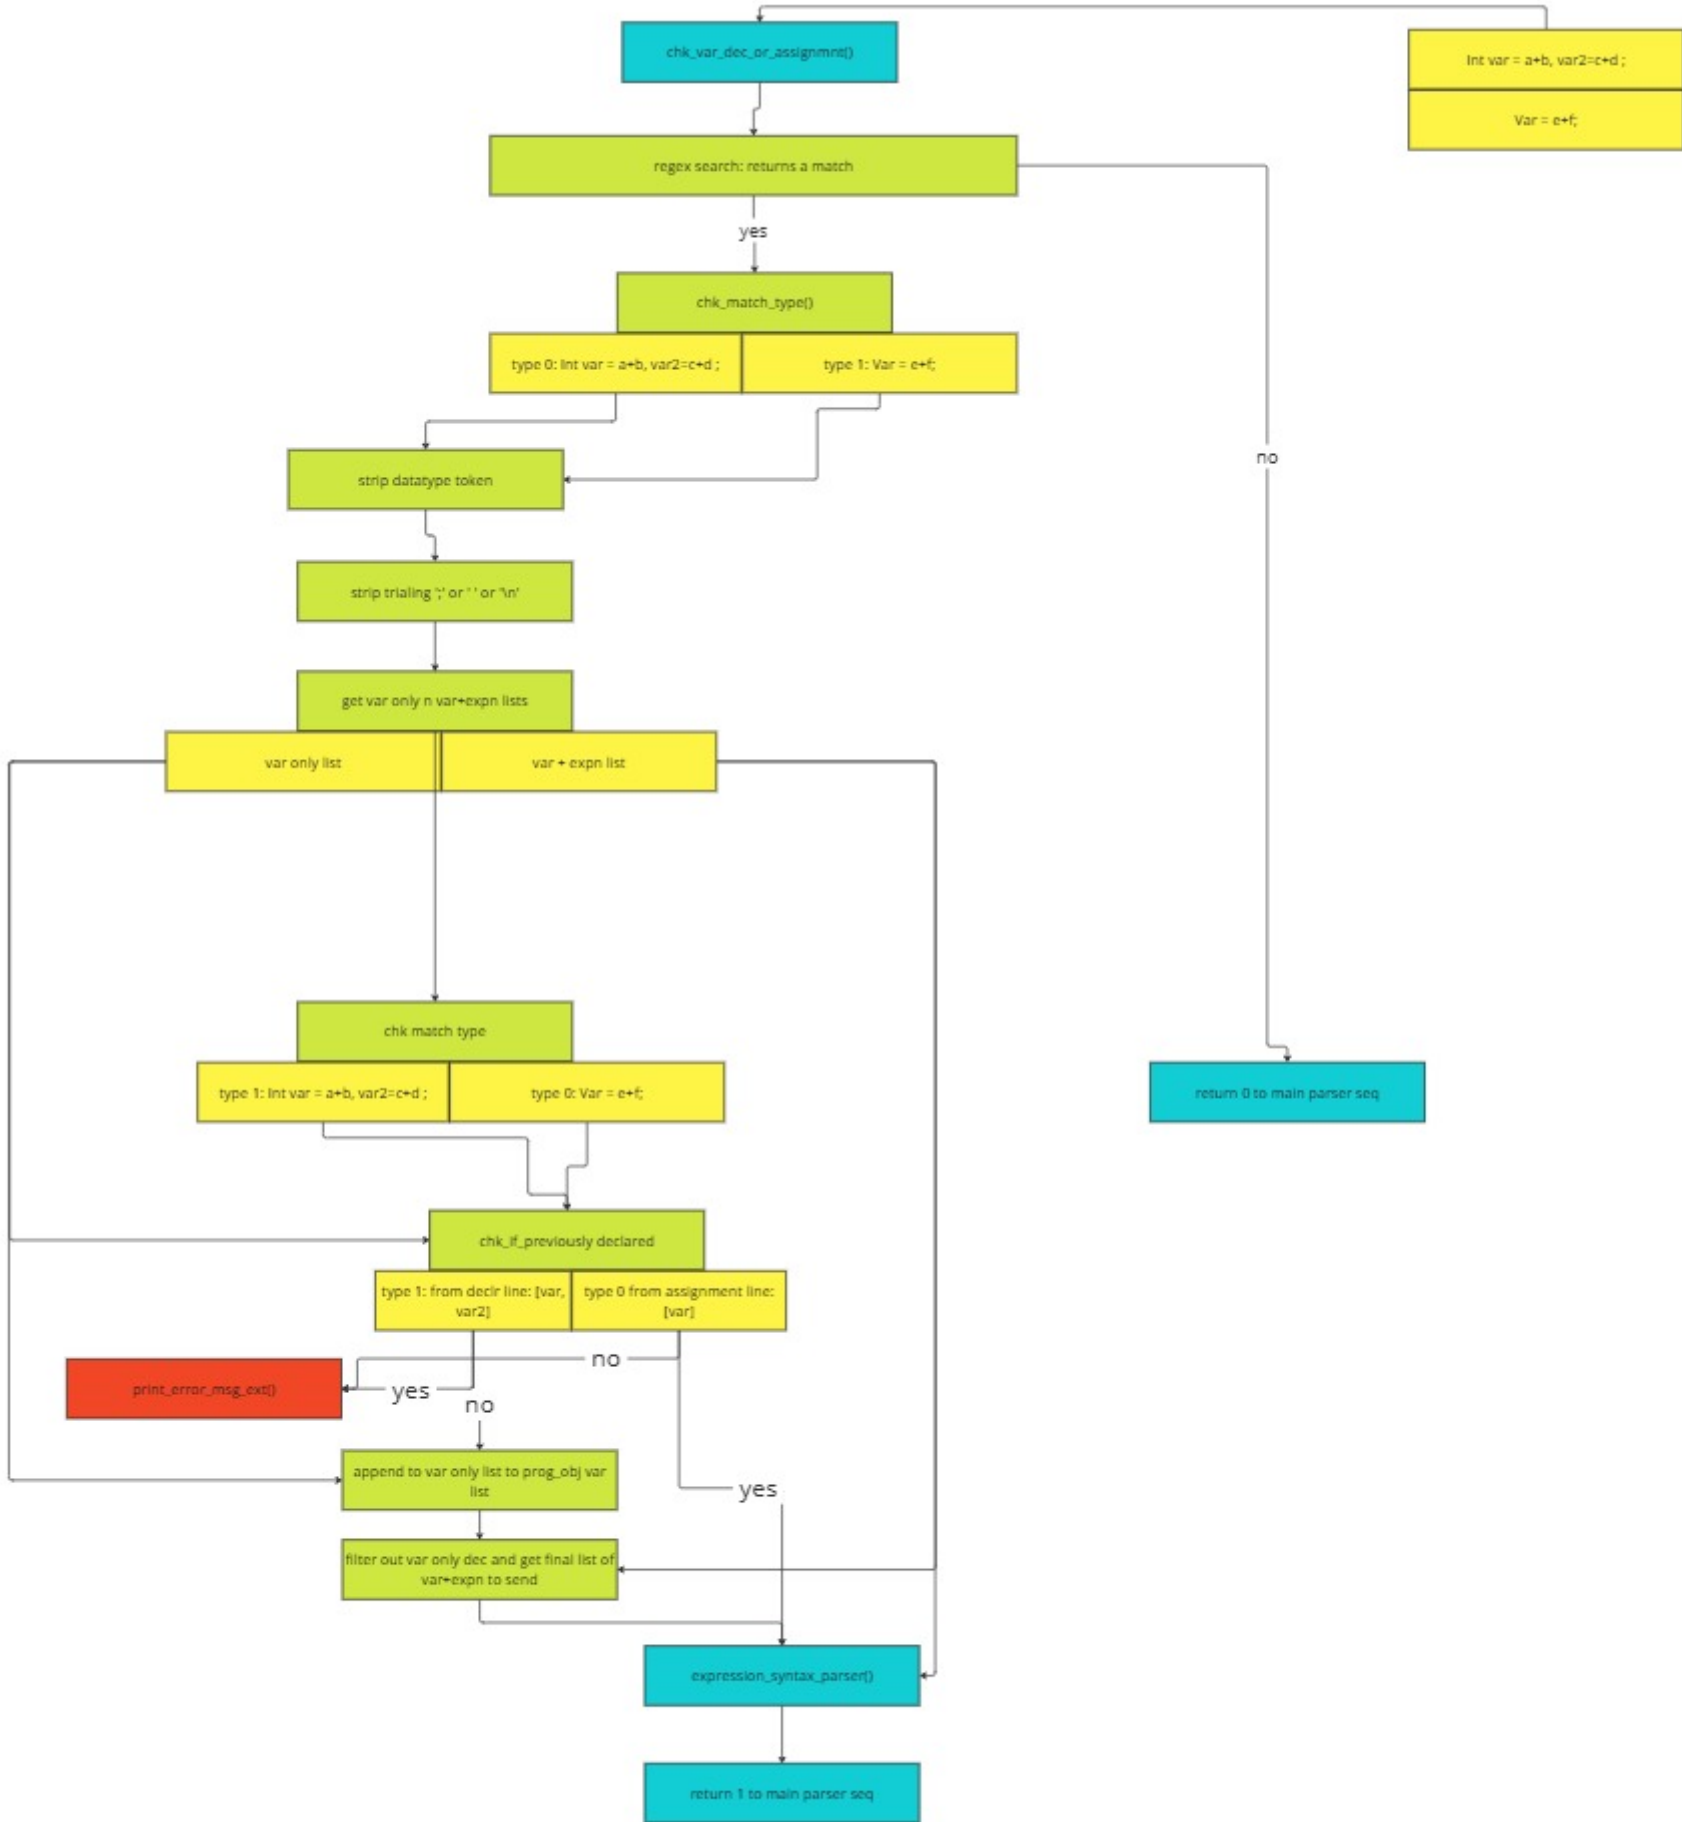 chk_var_dec_or_assignmnt()
Int var = a+b, var2=c+d ;
Var = e+f;
regex search: returns a match
yes
chk_match_type()
type 0: Int var = a+b, var2=c+d ;
type 1: Var = e+f;
no
strip datatype token
strip trialing ';' or ' ' or '\n'
get var only n var+expn lists
var only list
var + expn list
chk match type
type 1: Int var = a+b, var2=c+d ;
type 0: Var = e+f;
return 0 to main parser seq
chk_if_previously declared
type 1: from declr line: [var,
var2]
type 0 from assignment line:
[var]
no
print_error_msg_ext()
yes
no
append to var only list to prog_obj var
list
yes
filter out var only dec and get final list of
var+expn to send
expression_syntax_parser()
return 1 to main parser seq